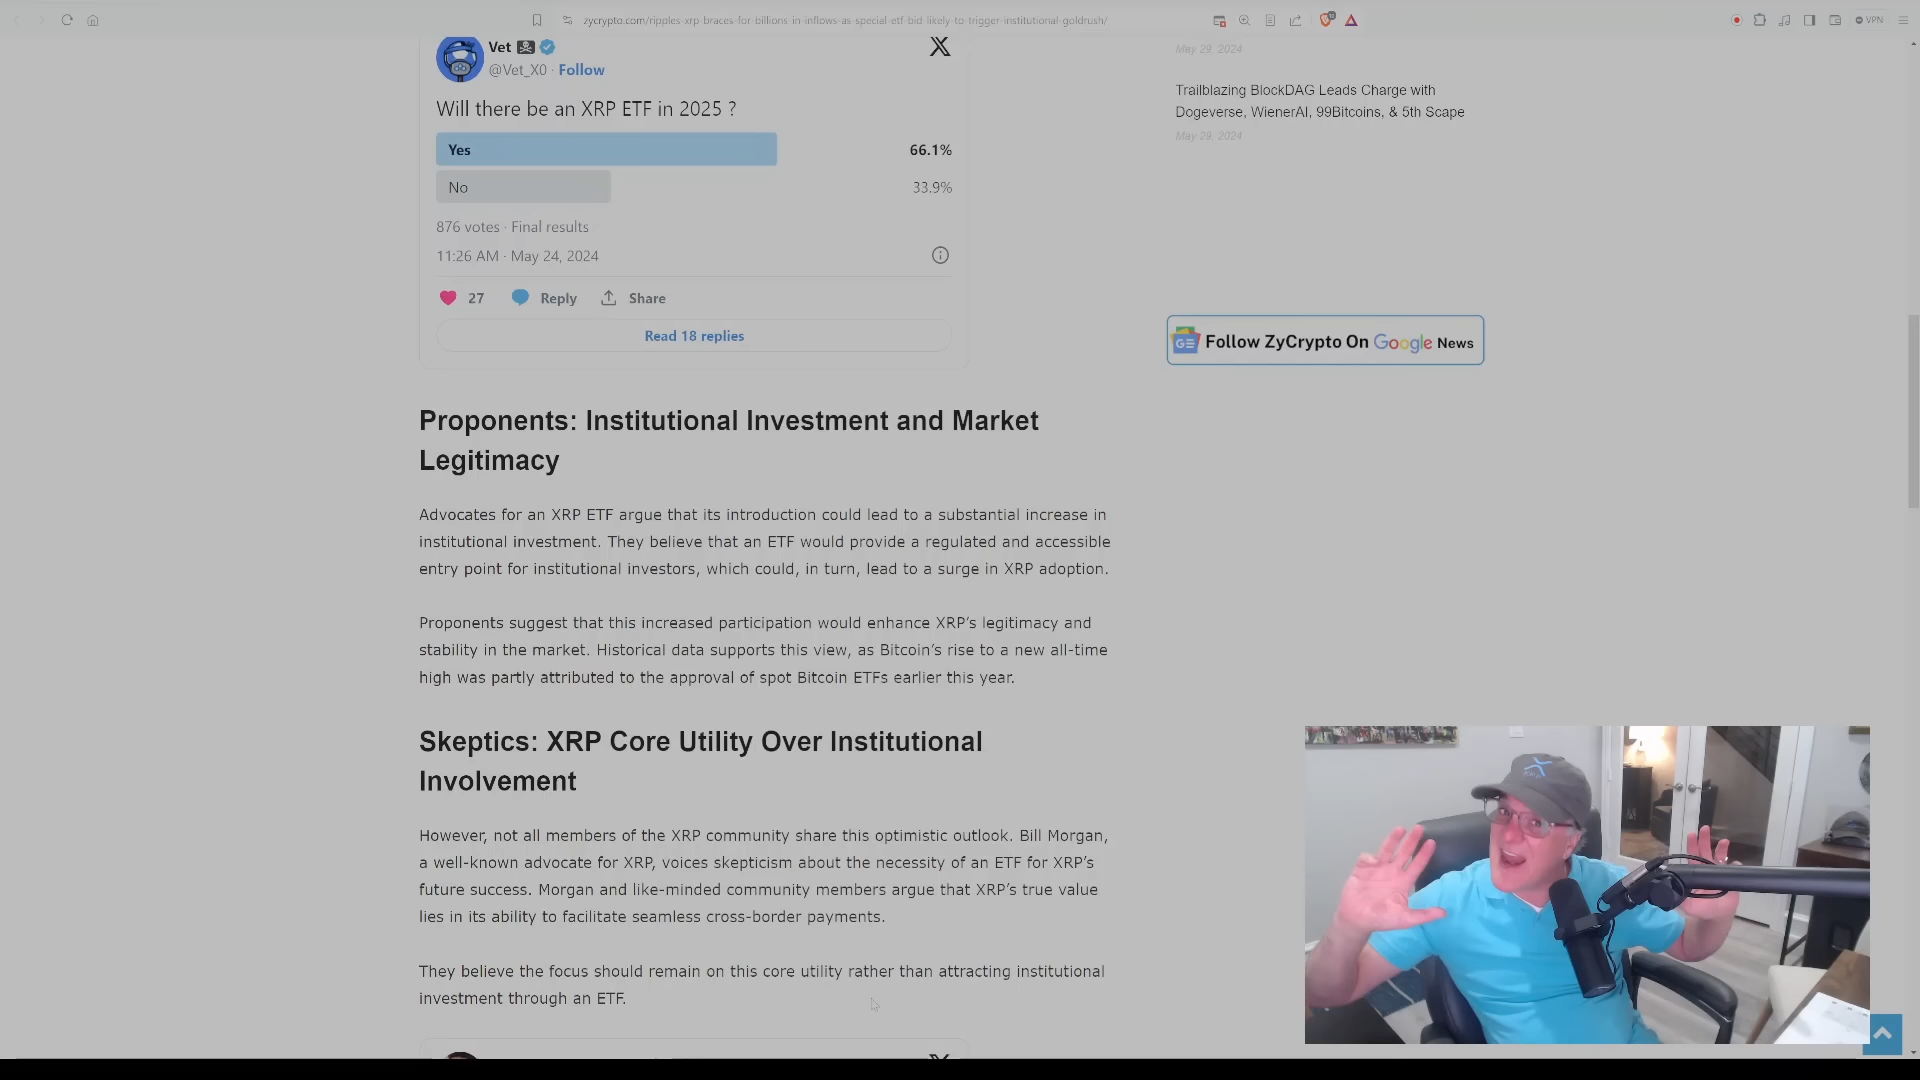 zycrypto.com/ripples-xrp-braces-for-billions-in-inflows-as-special-etf-bid-likely-to-trigger-institutional-goldrush/
VPN
Vet
@Vet_X0 · Follow
Will there be an XRP ETF in 2025 ?
Yes 66.1%
No 33.9%
876 votes · Final results
11:26 AM · May 24, 2024
27 Reply Share
Read 18 replies
May 29, 2024
Trailblazing BlockDAG Leads Charge with
Dogeverse, WienerAI, 99Bitcoins, & 5th Scape
May 29, 2024
GE Follow ZyCrypto On Google News
Proponents: Institutional Investment and Market
Legitimacy
Advocates for an XRP ETF argue that its introduction could lead to a substantial increase in
institutional investment. They believe that an ETF would provide a regulated and accessible
entry point for institutional investors, which could, in turn, lead to a surge in XRP adoption.
Proponents suggest that this increased participation would enhance XRP’s legitimacy and
stability in the market. Historical data supports this view, as Bitcoin’s rise to a new all-time
high was partly attributed to the approval of spot Bitcoin ETFs earlier this year.
Skeptics: XRP Core Utility Over Institutional
Involvement
However, not all members of the XRP community share this optimistic outlook. Bill Morgan,
a well-known advocate for XRP, voices skepticism about the necessity of an ETF for XRP’s
future success. Morgan and like-minded community members argue that XRP’s true value
lies in its ability to facilitate seamless cross-border payments.
They believe the focus should remain on this core utility rather than attracting institutional
investment through an ETF.